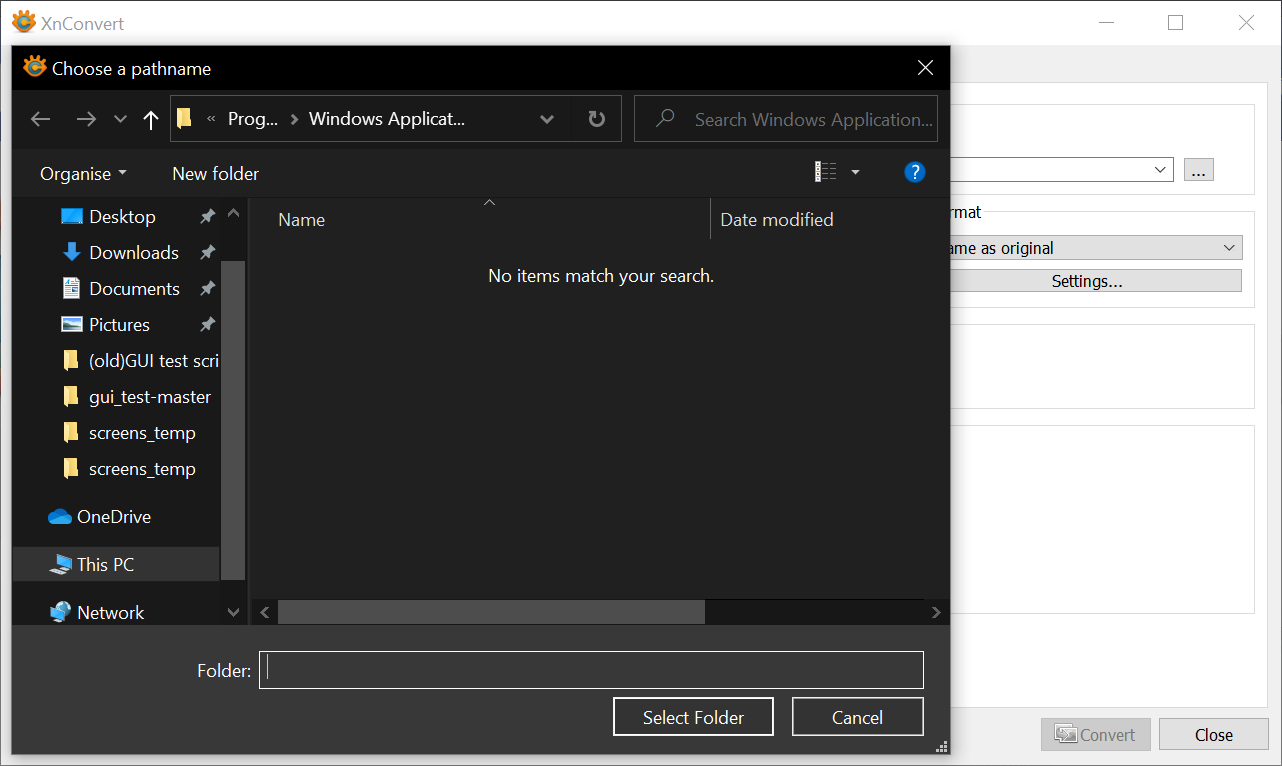 XnConvert
Choose a pathname
« Prog... Windows Applicat...
Search Windows Application...
Organise
New folder
?
Desktop
Downloads
Documents
Pictures
(old)GUI test scri
gui_test-master
screens_temp
screens_temp
OneDrive
This PC
Network
Name
Date modified
No items match your search.
Folder:
Select Folder
Cancel
...
rmat
ame as original
Settings...
Convert
Close